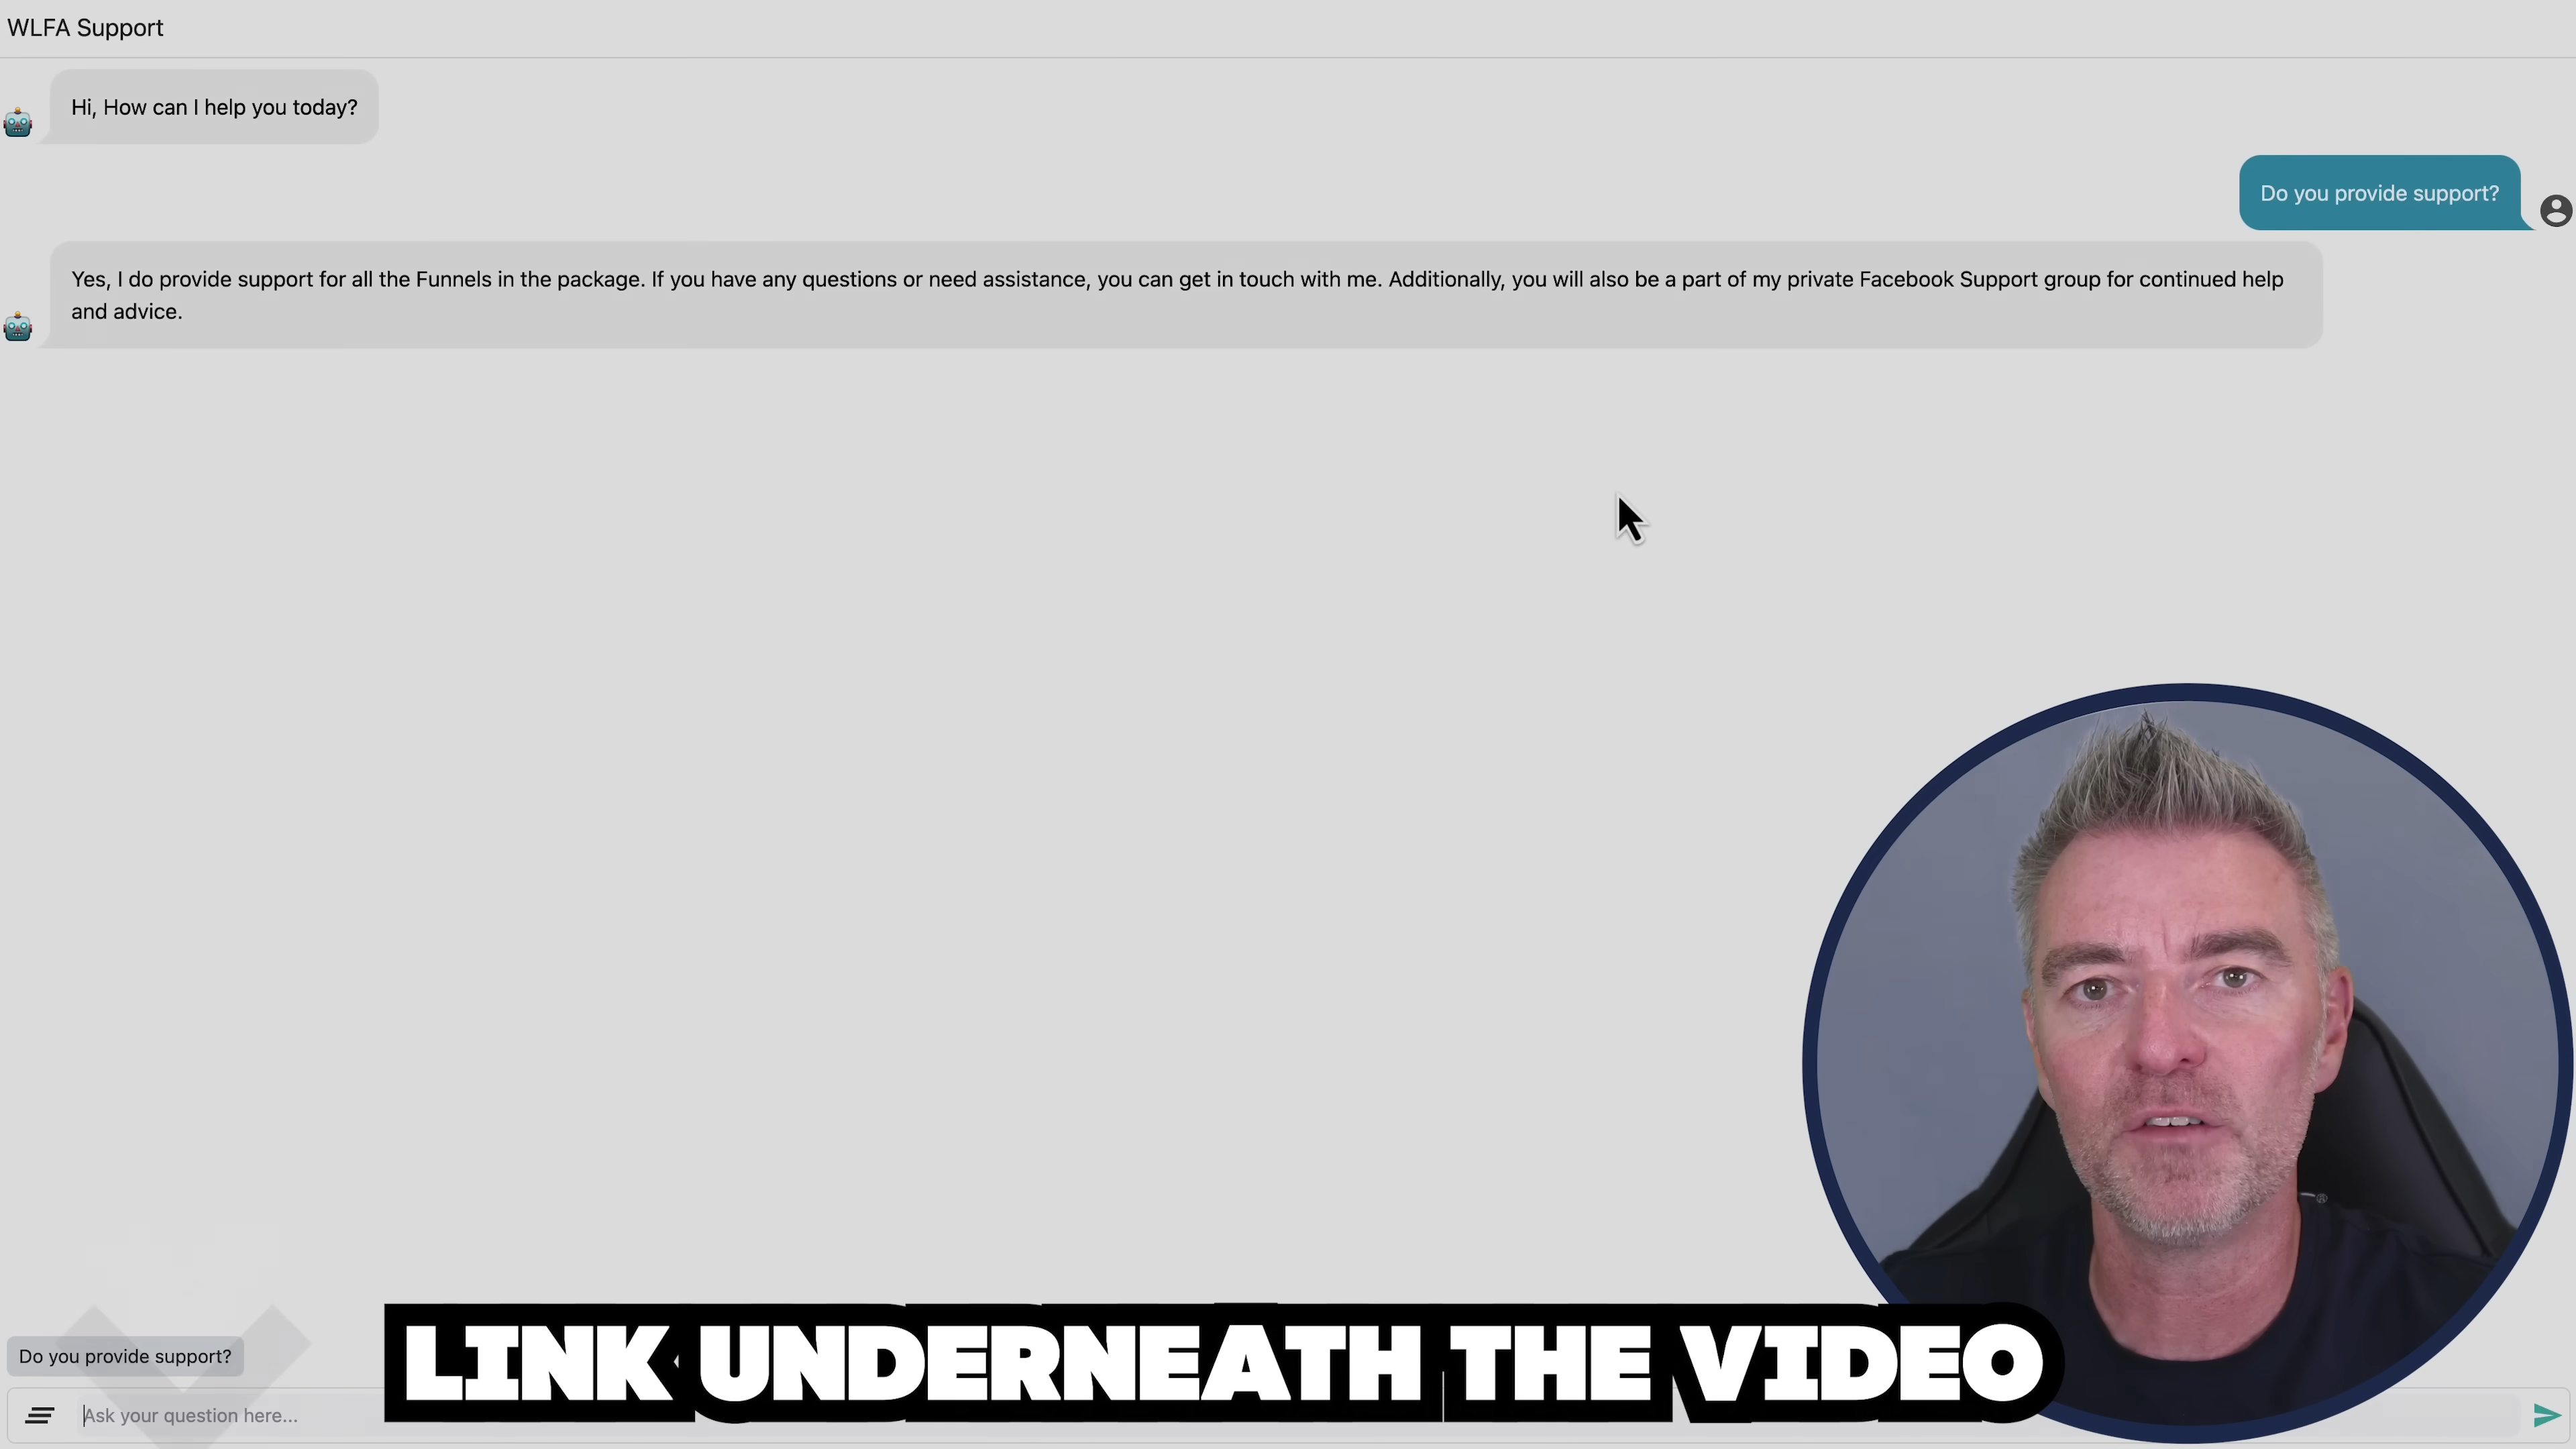 WLFA Support
Hi, How can I help you today?
Do you provide support?
Yes, I do provide support for all the Funnels in the package. If you have any questions or need assistance, you can get in touch with me. Additionally, you will also be a part of my private Facebook Support group for continued help
and advice.
Do you provide support?
LINK UNDERNEATH THE VIDEO
Ask your question here...